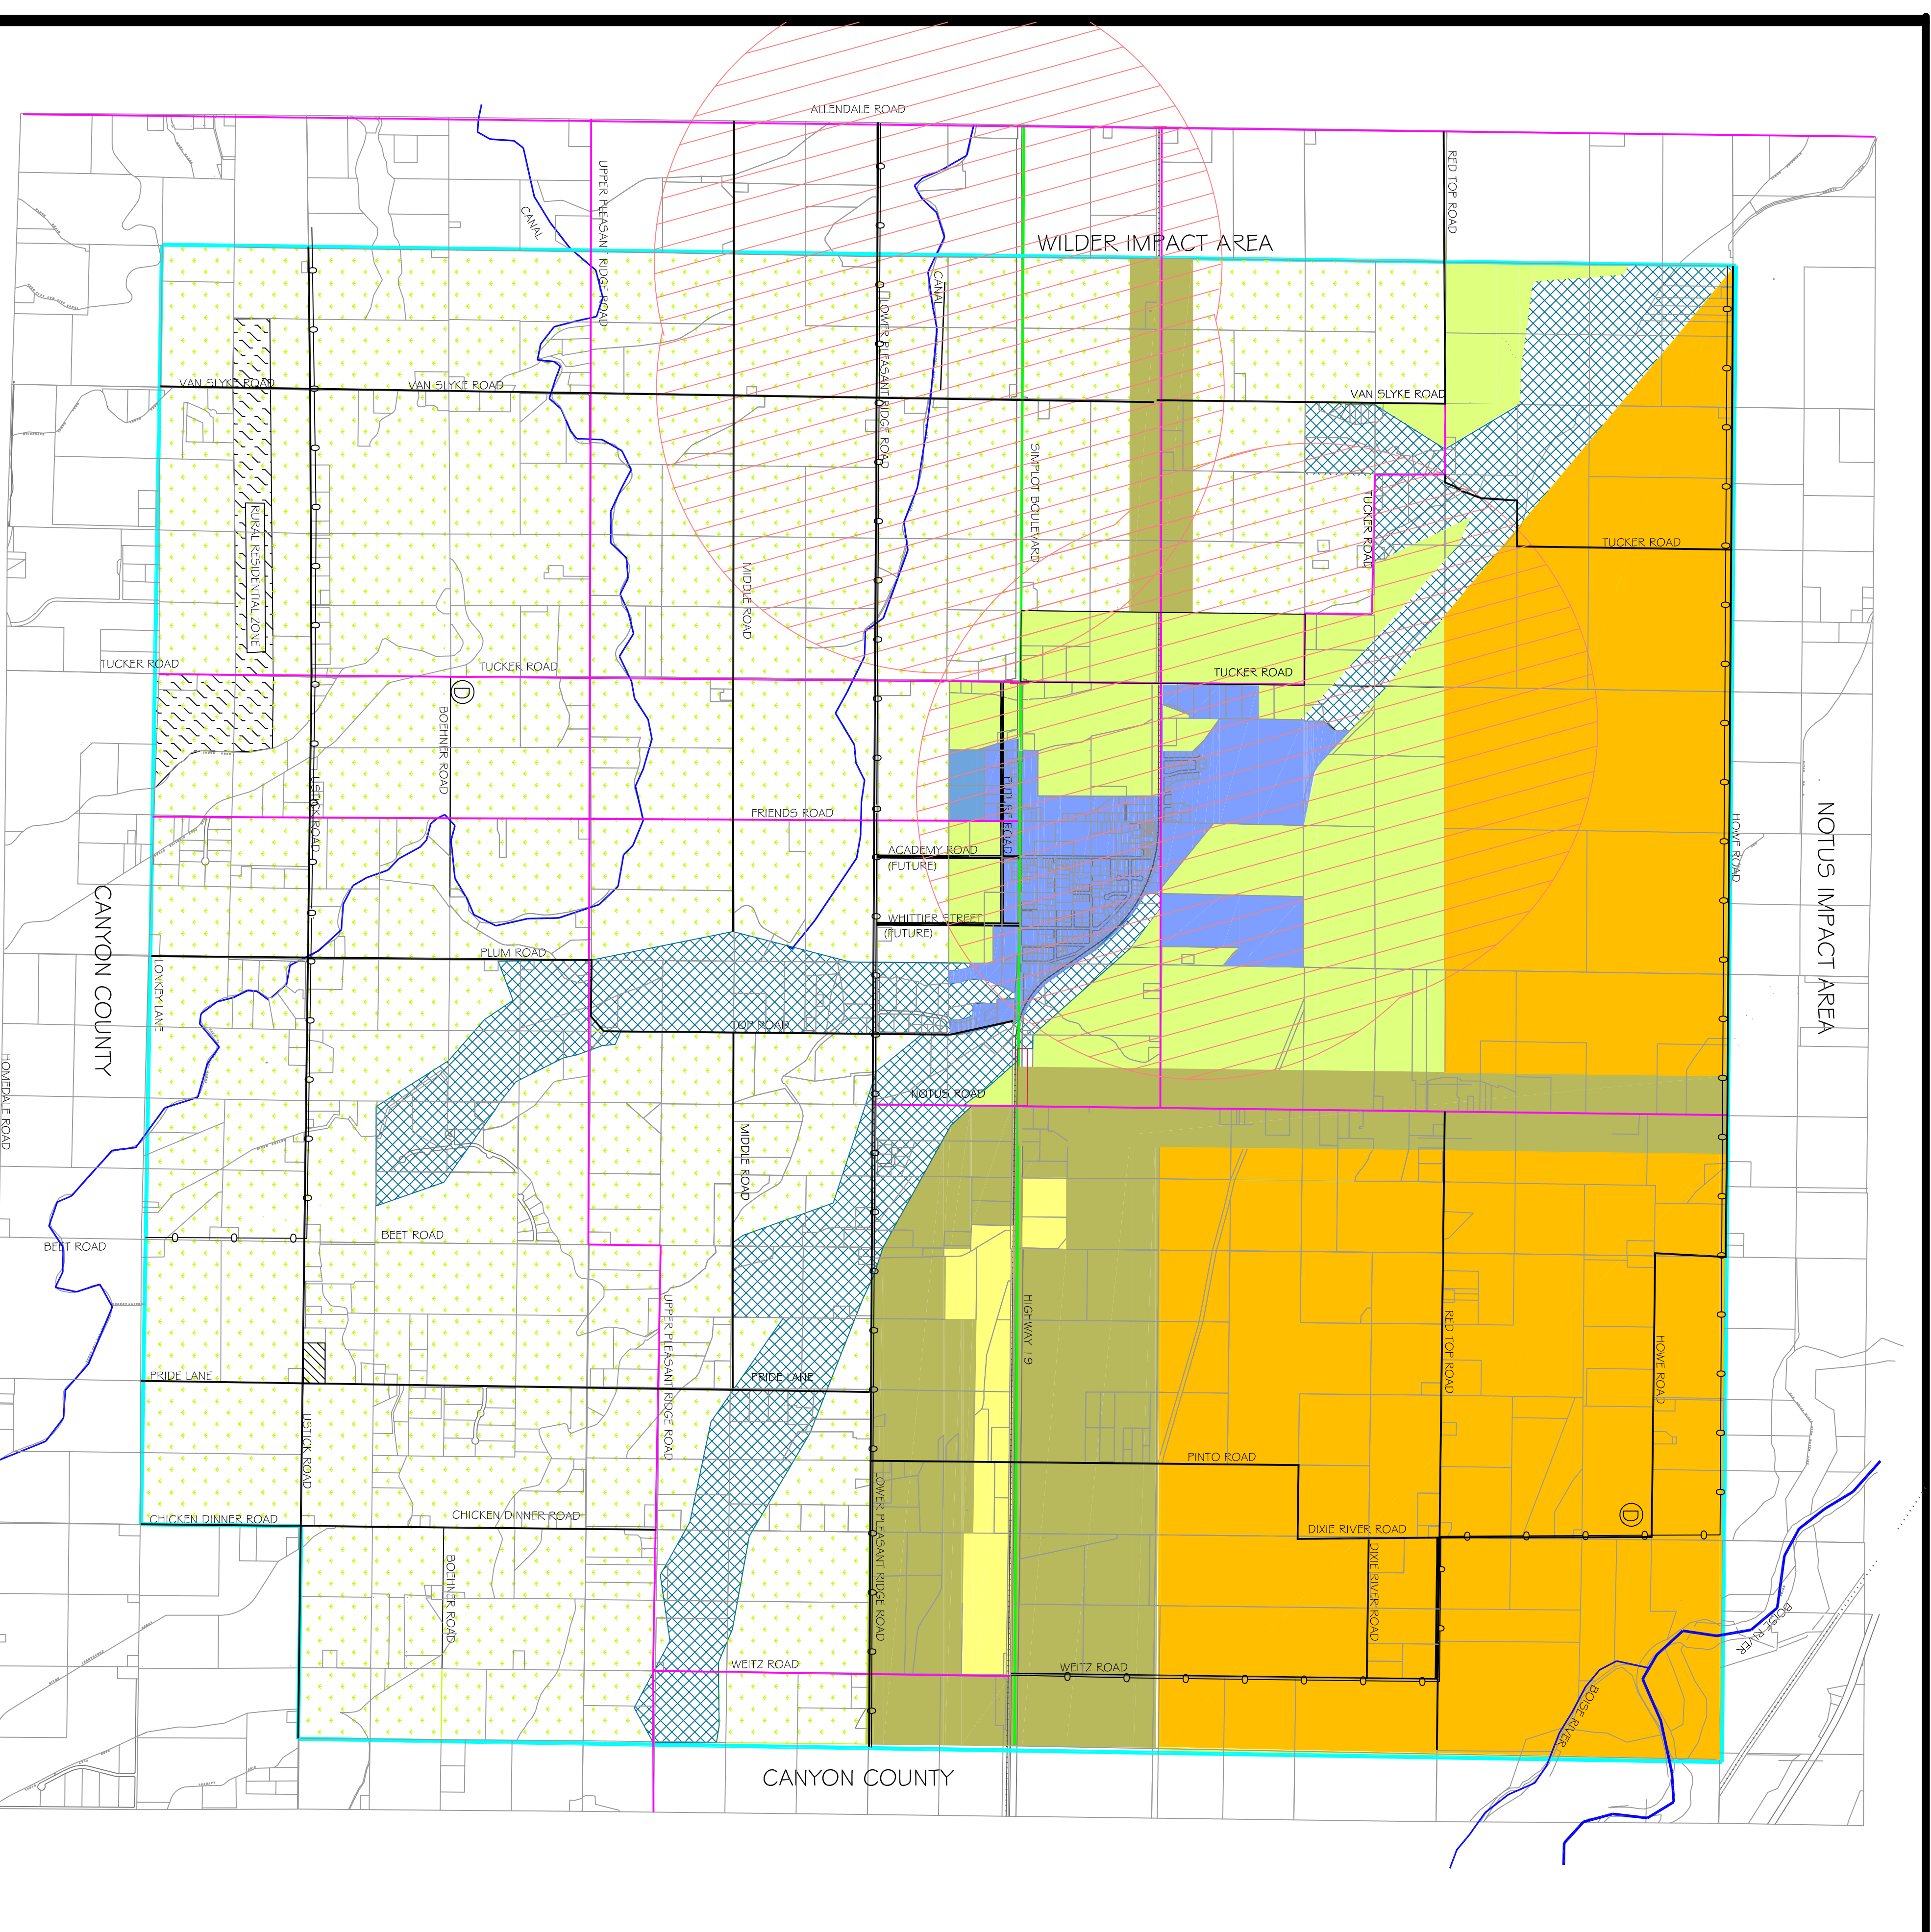 ALLENDALE ROAD
UPPER PLEASANT RIDGE ROAD
RED TOP ROAD
CANAL
WILDER IMPACT AREA
CANAL
LOWER PLEASANT RIDGE ROAD
VAN SLYKE ROAD
VAN SLYKE ROAD
VAN SLYKE ROAD
SIMPLOT BOULEVARD
TUCKER ROAD
RURAL RESIDENTIAL ZONE
TUCKER ROAD
MIDDLE ROAD
TUCKER ROAD
TUCKER ROAD
TUCKER ROAD
D
BOEHNER ROAD
USTICK ROAD
FRIENDS ROAD
HOWE ROAD
NOTUS IMPACT AREA
ACADEMY ROAD
(FUTURE)
CANYON COUNTY
WHITTIER STREET
(FUTURE)
PLUM ROAD
LONKEY LANE
TOP ROAD
HOMEDALE ROAD
NOTUS ROAD
MIDDLE ROAD
BEET ROAD
BEET ROAD
UPPER PLEASANT RIDGE ROAD
HIGHWAY 19
RED TOP ROAD
HOWE ROAD
PRIDE LANE
PRIDE LANE
USTICK ROAD
PINTO ROAD
LOWER PLEASANT RIDGE ROAD
CHICKEN DINNER ROAD
CHICKEN DINNER ROAD
D
DIXIE RIVER ROAD
DIXIE RIVER ROAD
BOEHNER ROAD
BOISE RIVER
WEITZ ROAD
WEITZ ROAD
BOISE RIVER
CANYON COUNTY